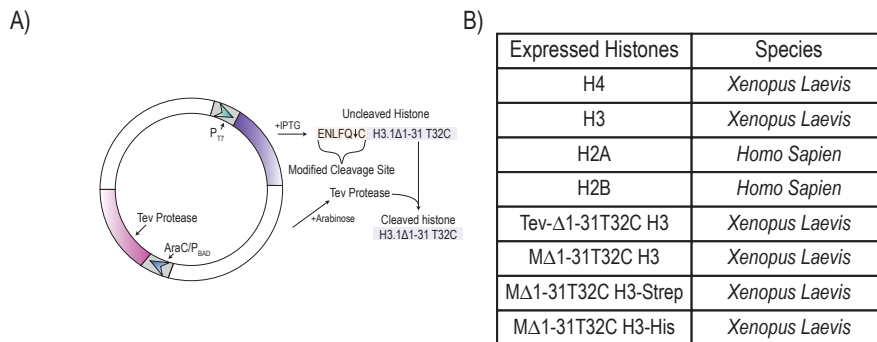 A)
+IPTG
P T7
Uncleaved Histone
ENLFQ↓C H3.1Δ1-31 T32C
Modified Cleavage Site
Tev Protease
+Arabinose
Cleaved histone
H3.1Δ1-31 T32C
Tev Protease
AraC/P BAD
B)
Expressed Histones Species
H4 Xenopus Laevis
H3 Xenopus Laevis
H2A Homo Sapien
H2B Homo Sapien
Tev-Δ1-31T32C H3 Xenopus Laevis
MΔ1-31T32C H3 Xenopus Laevis
MΔ1-31T32C H3-Strep Xenopus Laevis
MΔ1-31T32C H3-His Xenopus Laevis